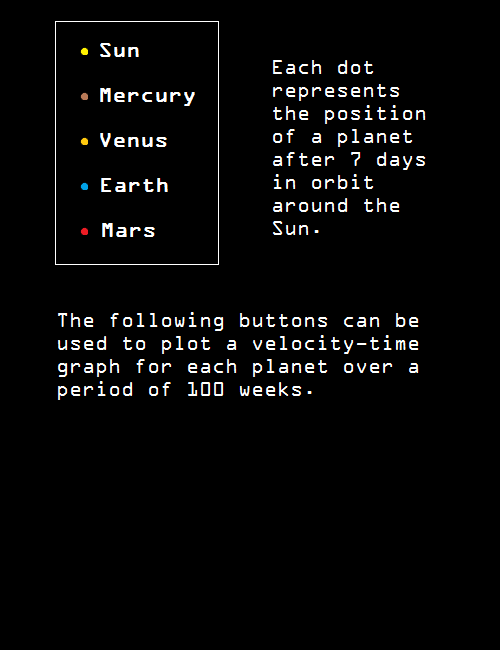 Sun
Mercury
Venus
Earth
Mars
Each dot
represents
the position
of a planet
after 7 days
in orbit
around the
Sun.
The following buttons can be
used to plot a velocity-time
graph for each planet over a
period of 100 weeks.